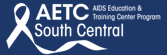 AETC AIDS Education &
Training Center Program
South Central